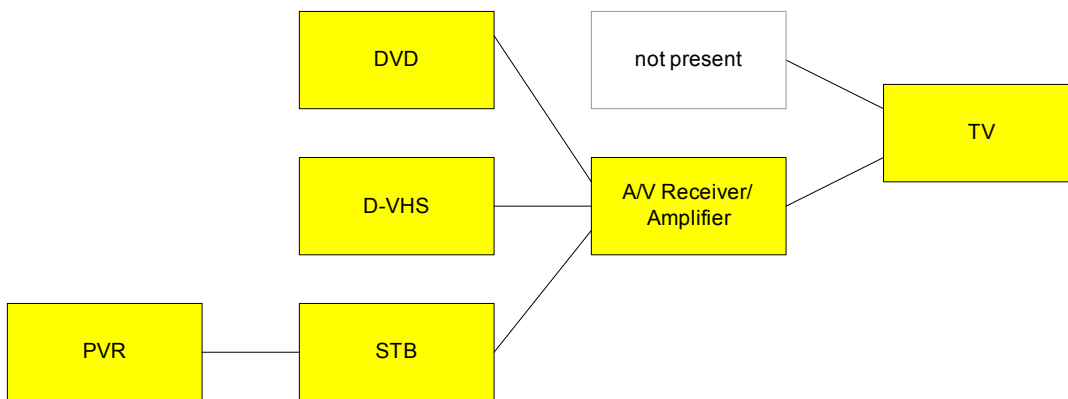 DVD
not present
TV
D-VHS
A/V Receiver/
Amplifier
PVR
STB